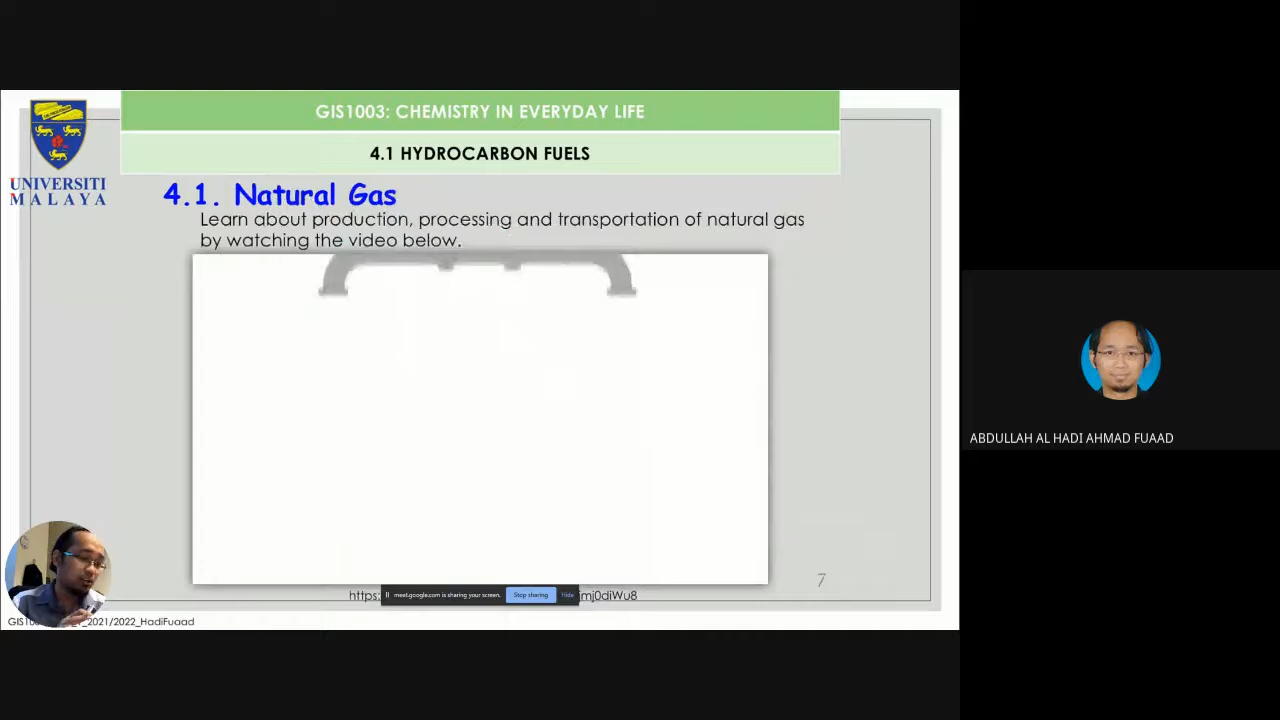 GIS1003: CHEMISTRY IN EVERYDAY LIFE
4.1 HYDROCARBON FUELS
UNIVERSITI
MALAYA
4.1. Natural Gas
Learn about production, processing and transportation of natural gas
by watching the video below.
ABDULLAH AL HADI AHMAD FUAAD
7
https: meet.google.com is sharing your screen. Stop sharing Hide mj0diWu8
2021/2022_HadiFuaad